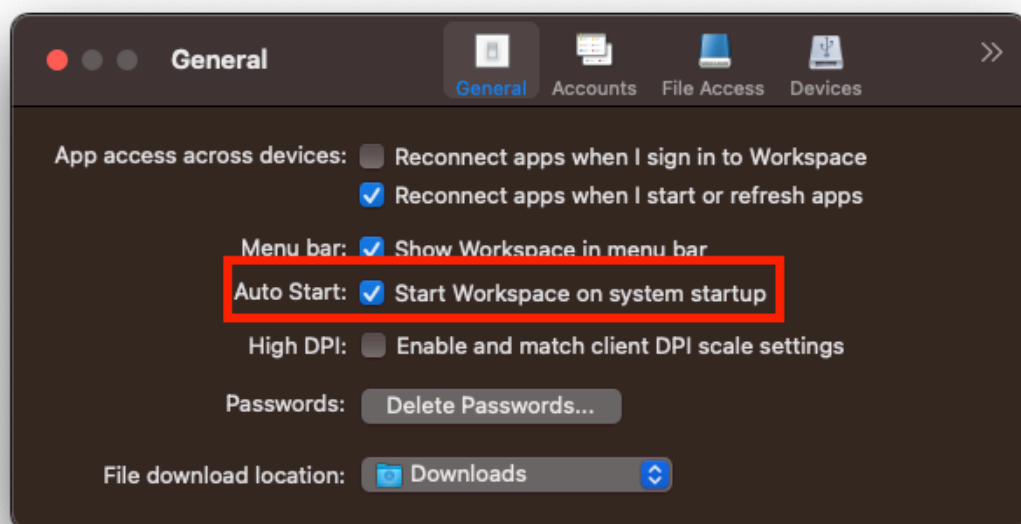 General
General
Accounts
File Access
Devices
App access across devices: Reconnect apps when I sign in to Workspace
Reconnect apps when I start or refresh apps
Menu bar: Show Workspace in menu bar
Auto Start: Start Workspace on system startup
High DPI: Enable and match client DPI scale settings
Passwords: Delete Passwords...
File download location: Downloads